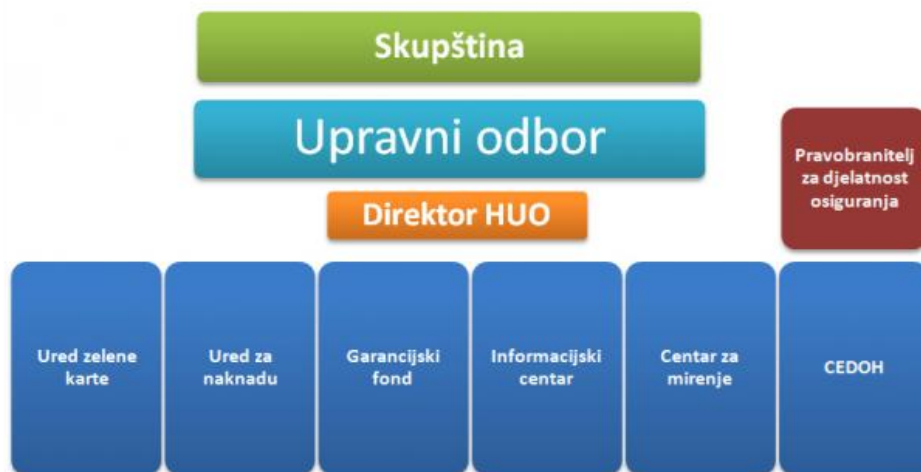 Skupština
Upravni odbor
Direktor HUO
Pravobranitelj
za djelatnost
osiguranja
Ured zelene
karte
Ured za
naknadu
Garancijski
fond
Informacijski
centar
Centar za
mirenje
CEDOH